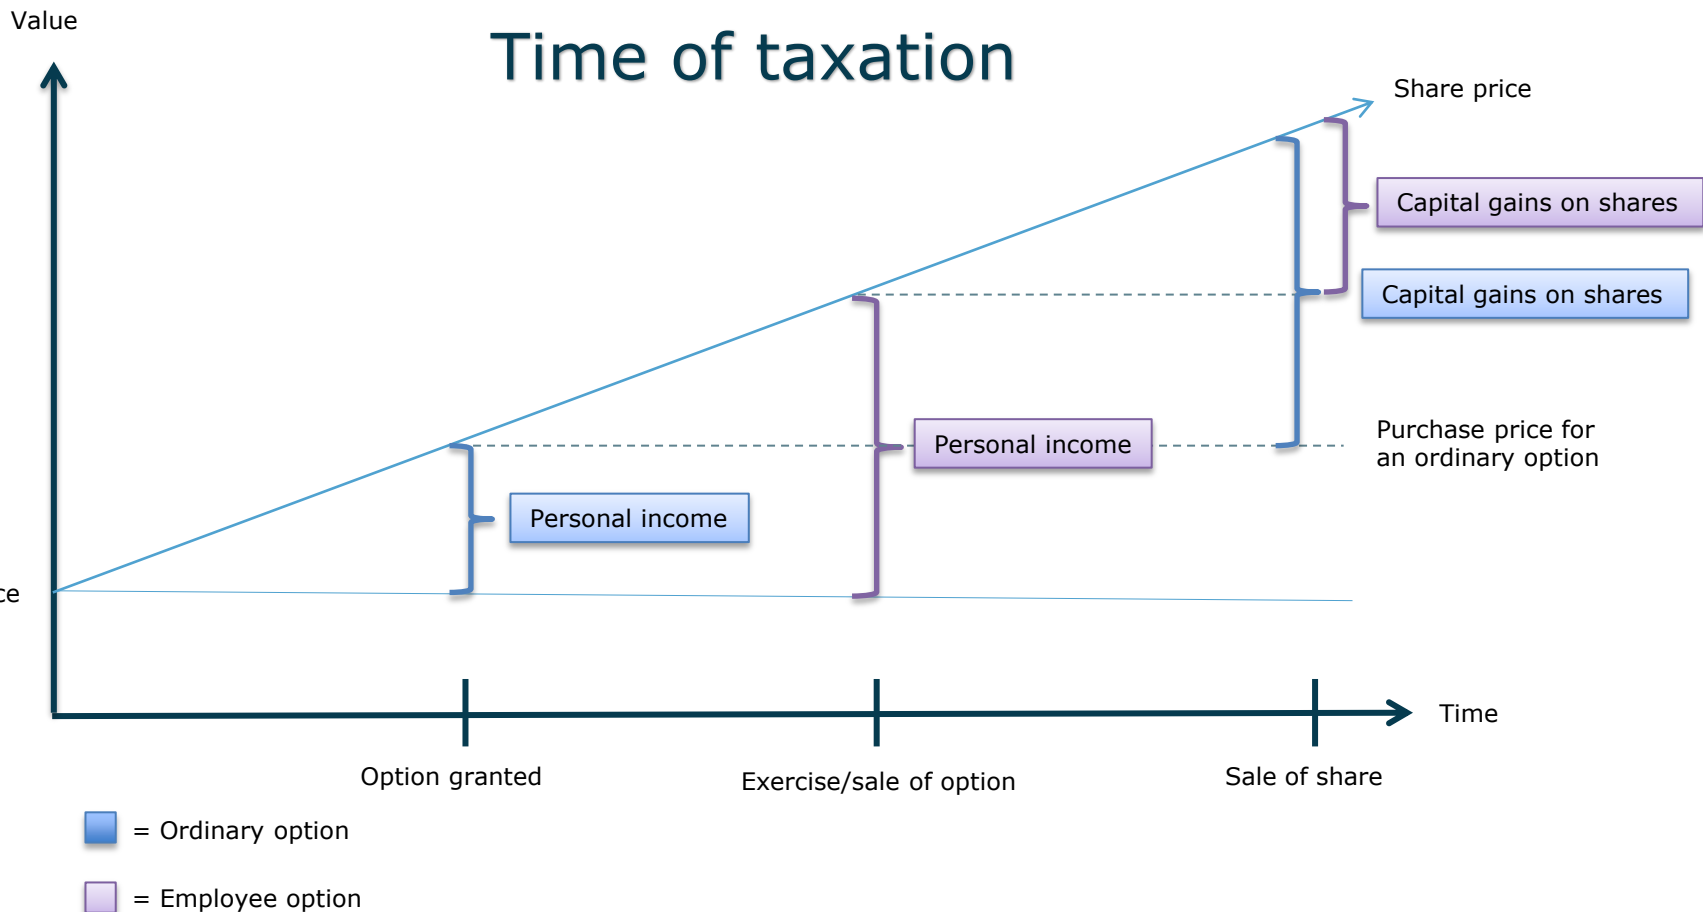 Value
Time of taxation
Share price
Capital gains on shares
Capital gains on shares
Personal income
Purchase price for
an ordinary option
Personal income
Time
Option granted
Exercise/sale of option
Sale of share
= Ordinary option
= Employee option